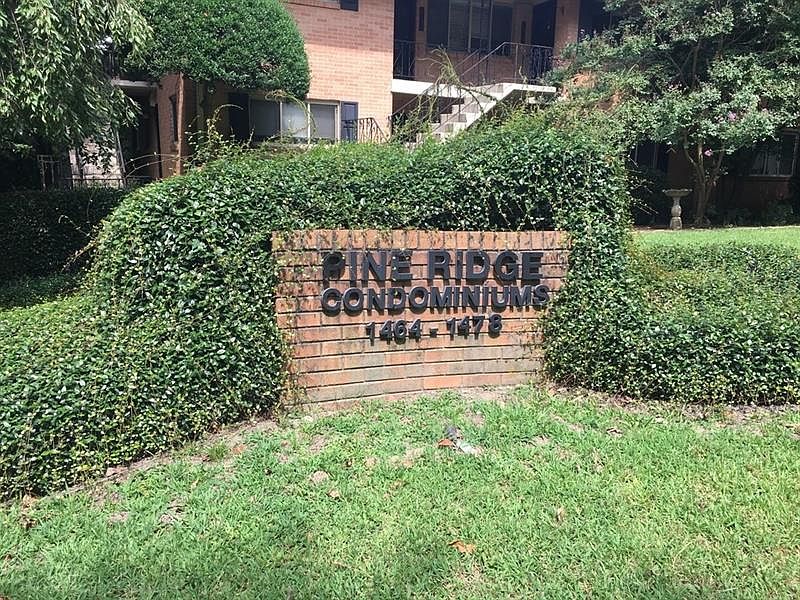 PINE RIDGE
CONDOMINIUMS
1464 - 1478